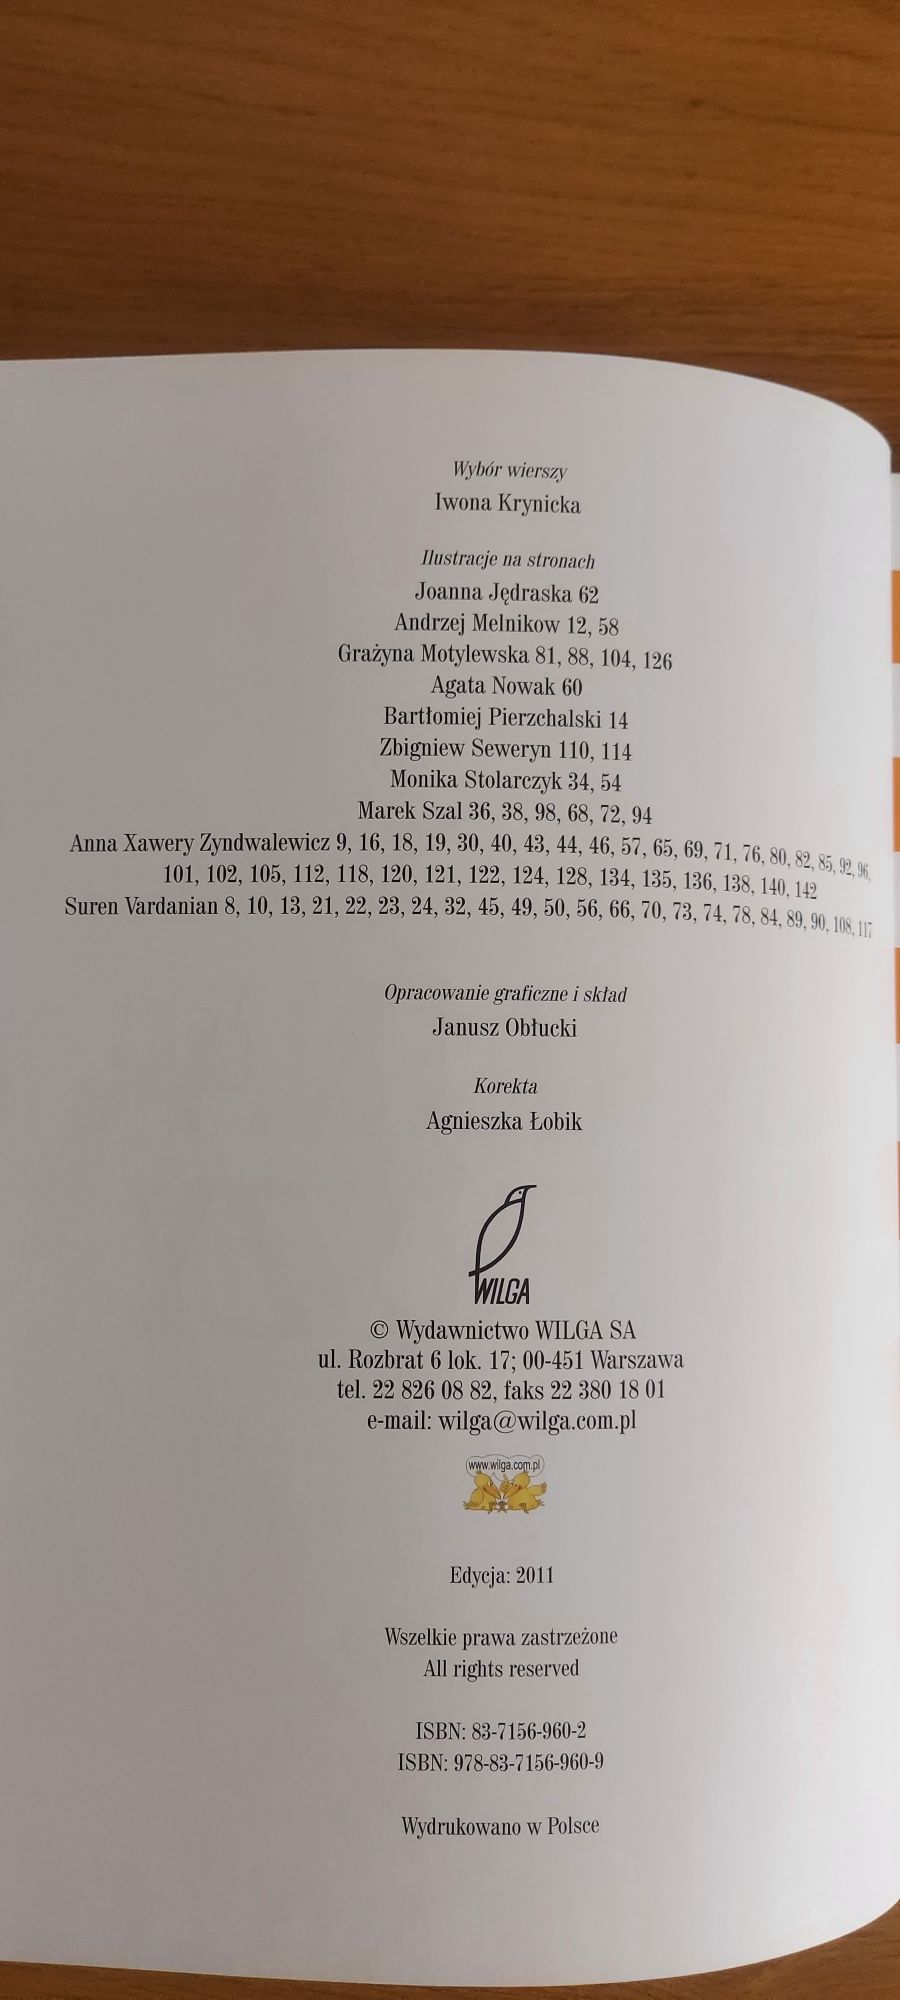 Wybór wierszy
Iwona Krynicka
Ilustracje na stronach
Joanna Jędraska 62
Andrzej Melnikow 12, 58
Grażyna Motylewska 81, 88, 104, 126
Agata Nowak 60
Bartłomiej Pierzchalski 14
Zbigniew Seweryn 110, 114
Monika Stolarczyk 34, 54
Marek Szal 36, 38, 98, 68, 72, 94
Anna Xawery Zyndwalewicz 9, 16, 18, 19, 30, 40, 43, 44, 46, 57, 65, 69, 71, 76, 80, 82, 85, 92, 96,
101, 102, 105, 112, 118, 120, 121, 122, 124, 128, 134, 135, 136, 138, 140, 142
Suren Vardanian 8, 10, 13, 21, 22, 23, 24, 32, 45, 49, 50, 56, 66, 70, 73, 74, 78, 84, 89, 90, 108, 117
Opracowanie graficzne i skład
Janusz Obłucki
Korekta
Agnieszka Łobik
WILGA
© Wydawnictwo WILGA SA
ul. Rozbrat 6 lok. 17; 00-451 Warszawa
tel. 22 826 08 82, faks 22 380 18 01
e-mail: wilga@wilga.com.pl
www.wilga.com.pl
Edycja: 2011
Wszelkie prawa zastrzeżone
All rights reserved
ISBN: 83-7156-960-2
ISBN: 978-83-7156-960-9
Wydrukowano w Polsce